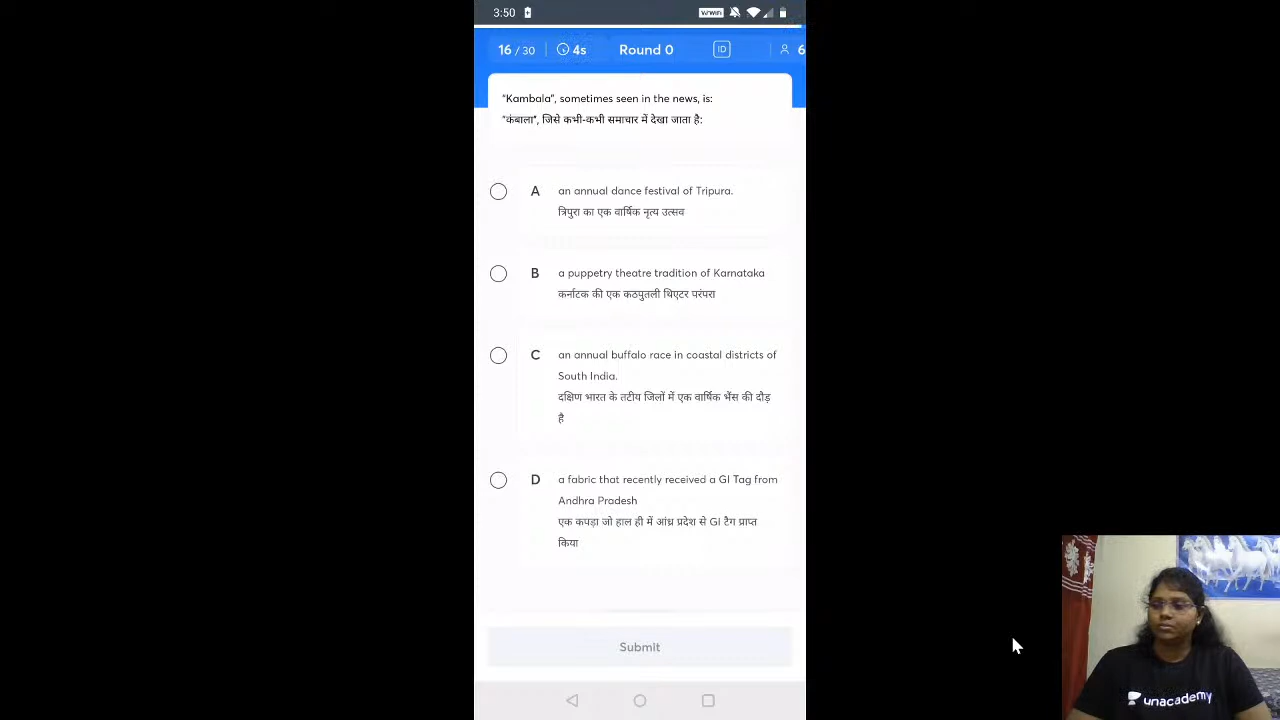 3:50
16 / 30
4s
Round 0
ID
6
"Kambala", sometimes seen in the news, is:
"कंबाला", जिसे कभी-कभी समाचार में देखा जाता है:
A
an annual dance festival of Tripura.
त्रिपुरा का एक वार्षिक नृत्य उत्सव
B
a puppetry theatre tradition of Karnataka
कर्नाटक की एक कठपुतली थिएटर परंपरा
C
an annual buffalo race in coastal districts of
South India.
दक्षिण भारत के तटीय जिलों में एक वार्षिक भैंस की दौड़
है
D
a fabric that recently received a GI Tag from
Andhra Pradesh
एक कपड़ा जो हाल ही में आंध्र प्रदेश से GI टैग प्राप्त
किया
Submit
unacademy